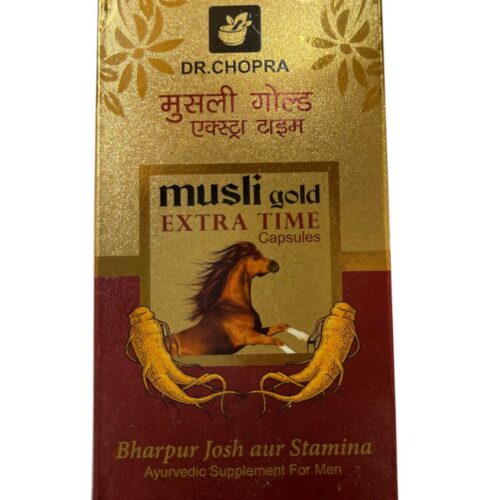 DR.CHOPRA
मुसली गोल्ड
एक्स्ट्रा टाइम
musli gold
EXTRA TIME
Capsules
Bharpur Josh aur Stamina
Ayurvedic Supplement For Men